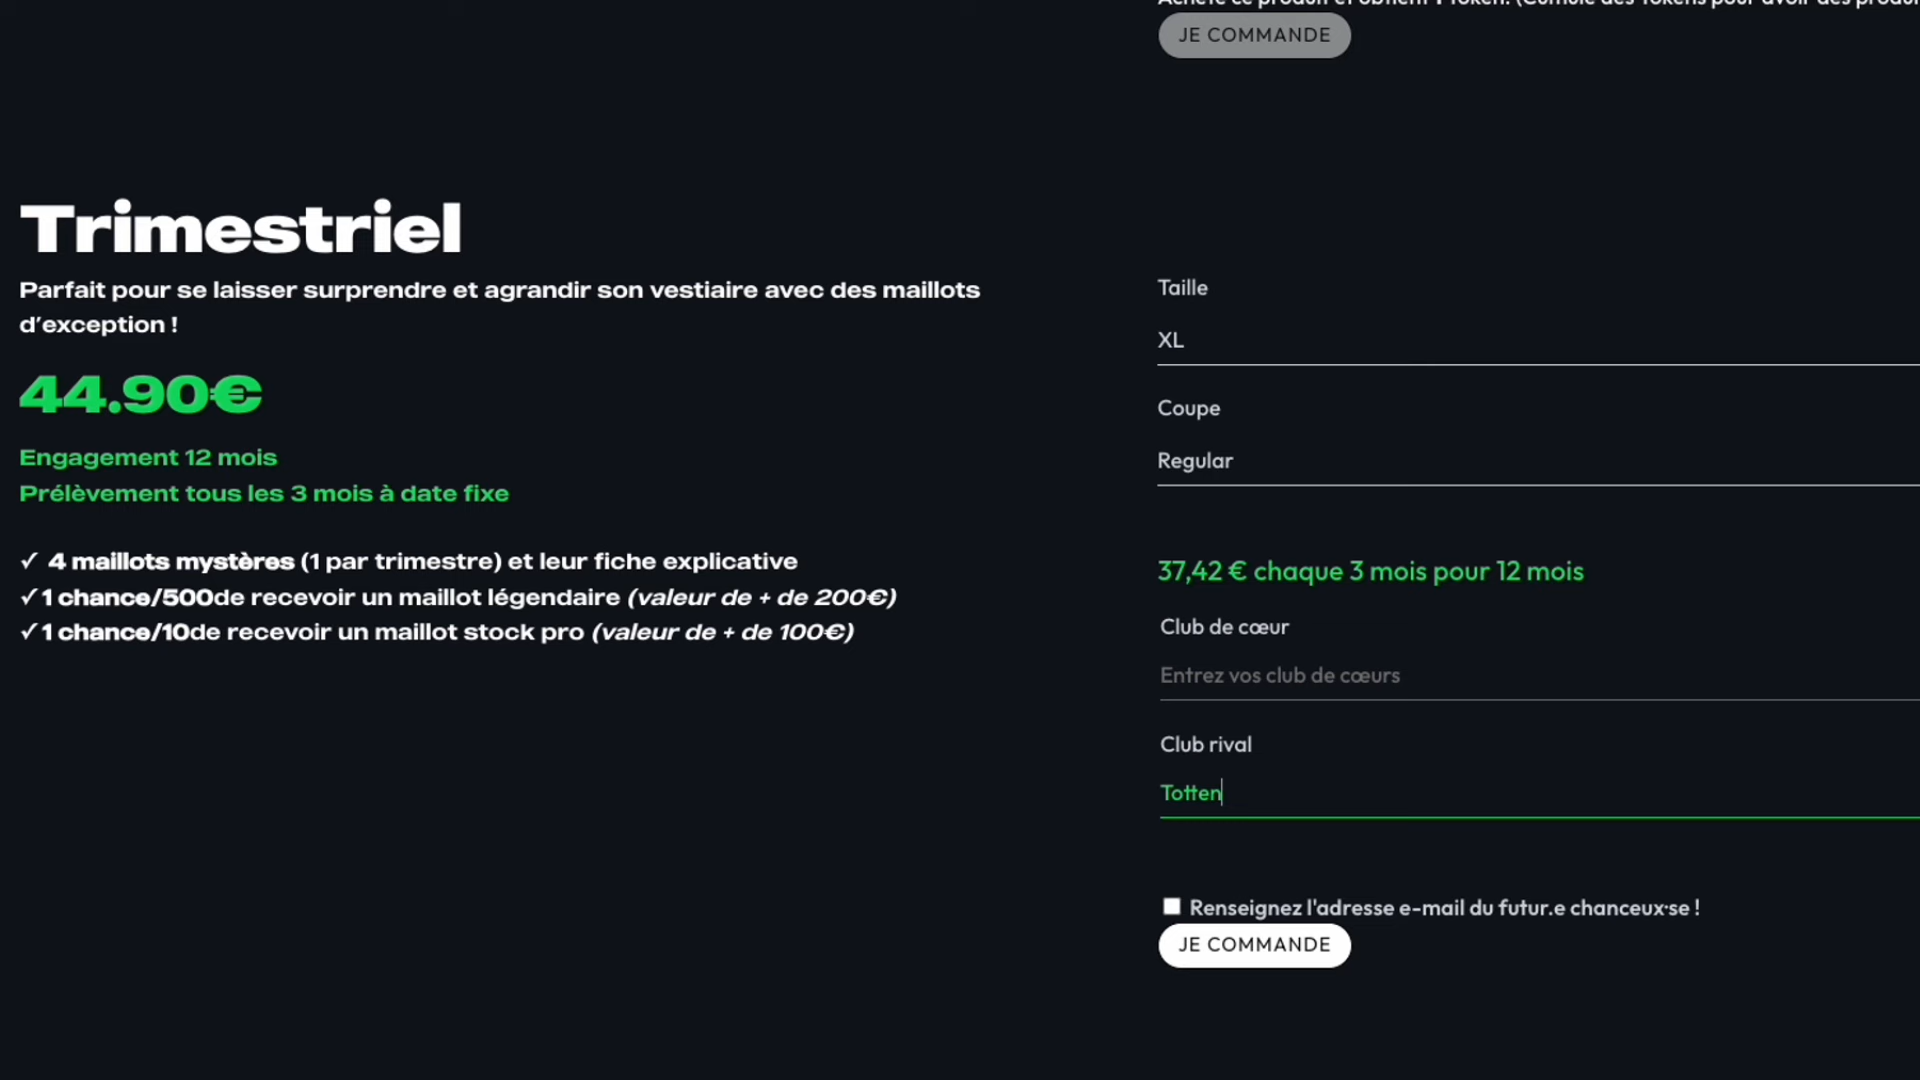 JE COMMANDE
Trimestriel
Parfait pour se laisser surprendre et agrandir son vestiaire avec des maillots
d'exception !
44.90€
Engagement 12 mois
Prélèvement tous les 3 mois à date fixe
✓ 4 maillots mystères (1 par trimestre) et leur fiche explicative
✓1 chance/500de recevoir un maillot légendaire (valeur de + de 200€)
✓1 chance/10de recevoir un maillot stock pro (valeur de + de 100€)
Taille
XL
Coupe
Regular
37,42 € chaque 3 mois pour 12 mois
Club de cœur
Entrez vos club de cœurs
Club rival
Totten
Renseignez l'adresse e-mail du futur.e chanceux·se !
JE COMMANDE